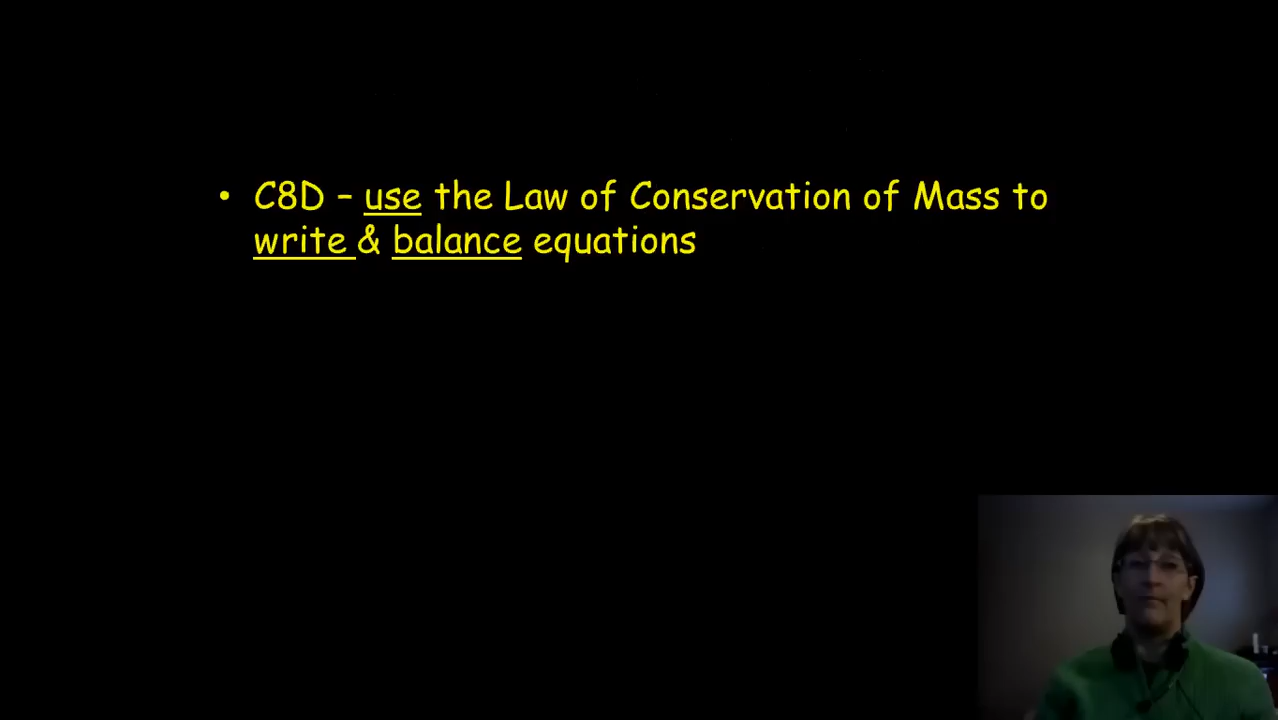 • C8D – use the Law of Conservation of Mass to
write & balance equations